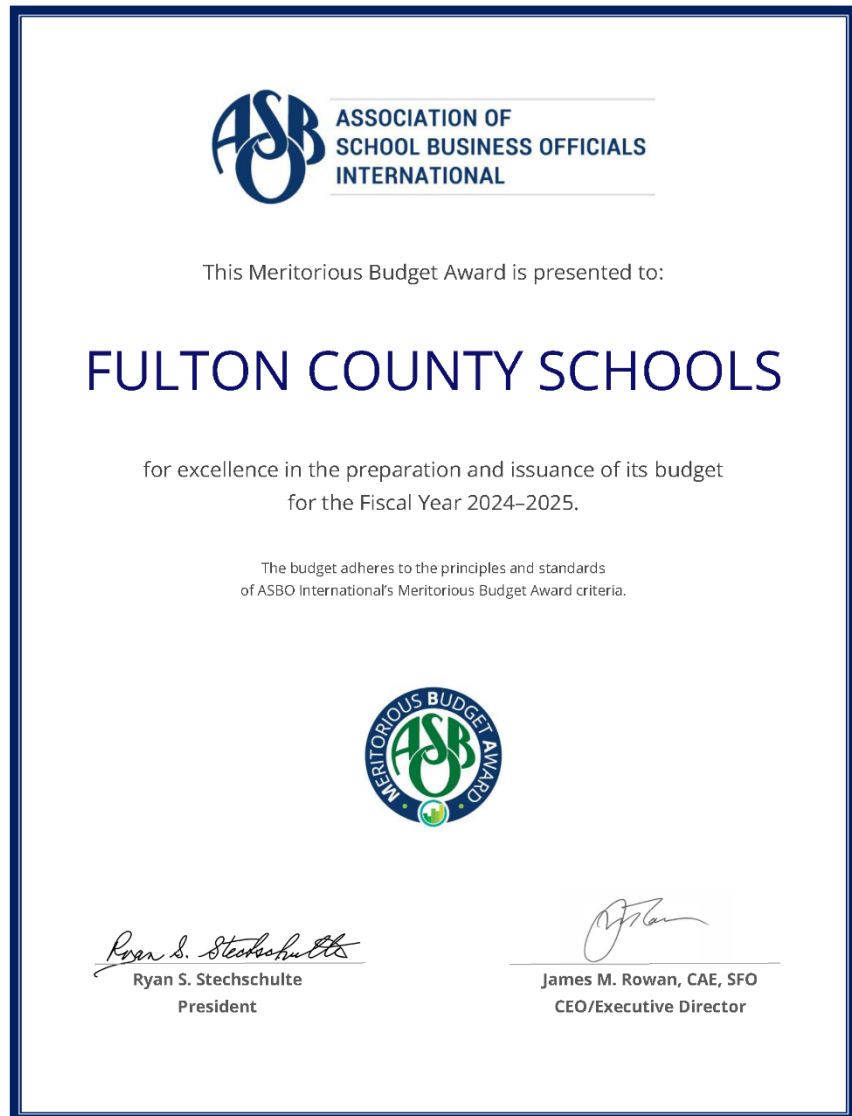 ASBO
ASSOCIATION OF
SCHOOL BUSINESS OFFICIALS
INTERNATIONAL
This Meritorious Budget Award is presented to:
FULTON COUNTY SCHOOLS
for excellence in the preparation and issuance of its budget
for the Fiscal Year 2024–2025.
The budget adheres to the principles and standards
of ASBO International’s Meritorious Budget Award criteria.
MERITORIOUS BUDGET AWARD
ASBO
Ryan S. Stechschulte
Ryan S. Stechschulte
President
James M. Rowan, CAE, SFO
CEO/Executive Director